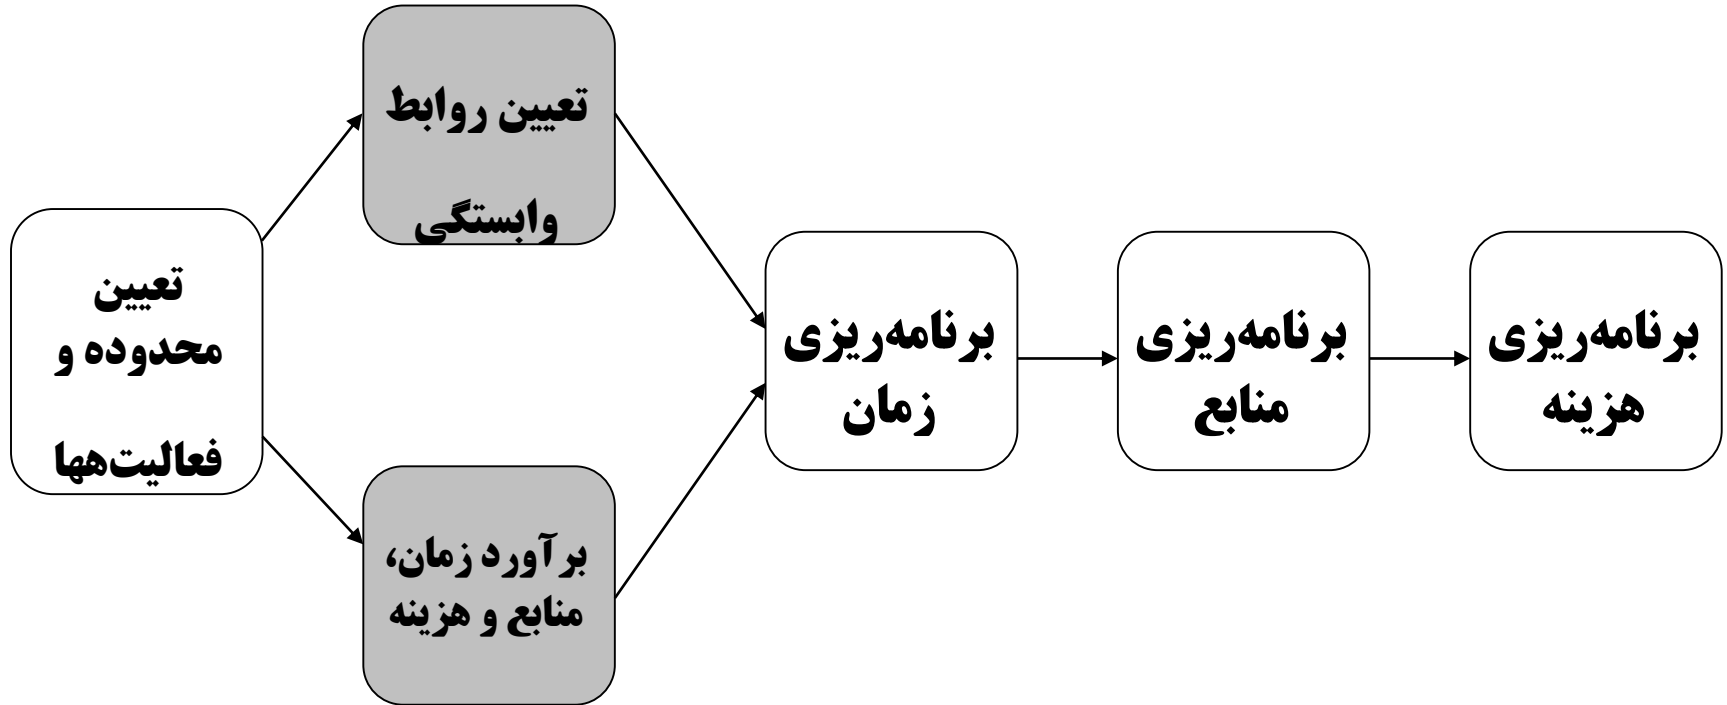 تعیین
محدوده و
فعالیت‌هها
تعیین روابط
وابستگی
برآورد زمان،
منابع و هزینه
برنامه‌ریزی
زمان
برنامه‌ریزی
منابع
برنامه‌ریزی
هزینه